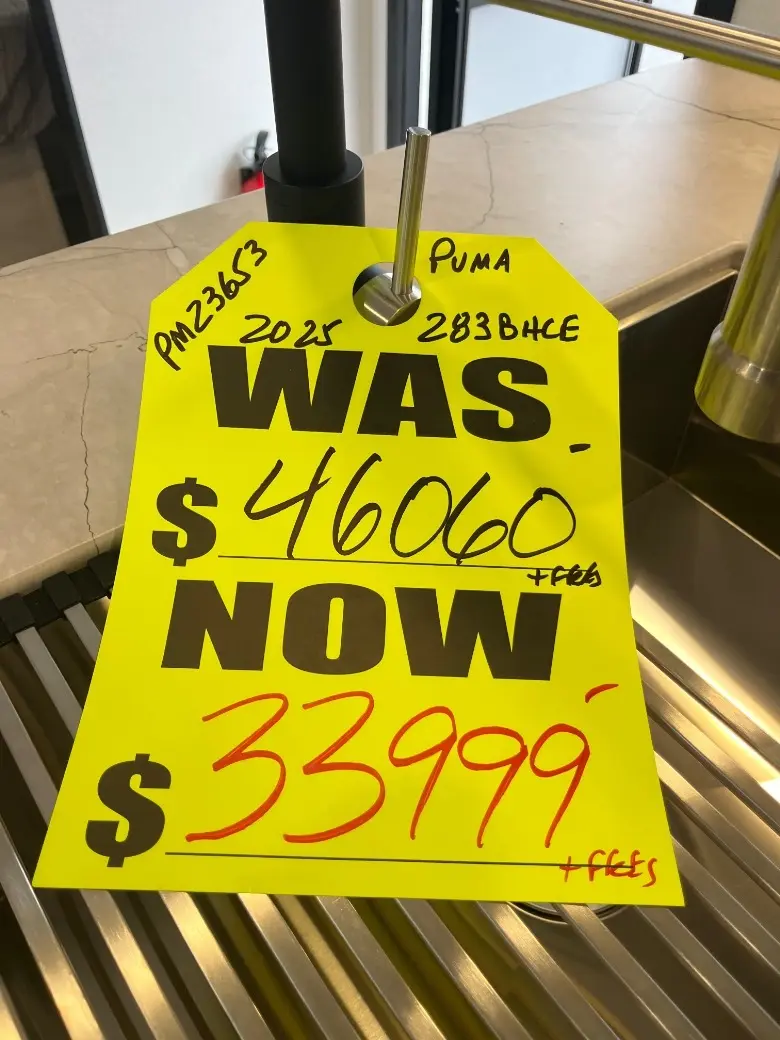 PM23653
PUMA
2025 283BHCE
WAS
$ 46060
+FEES
NOW
$ 33999
+FEES